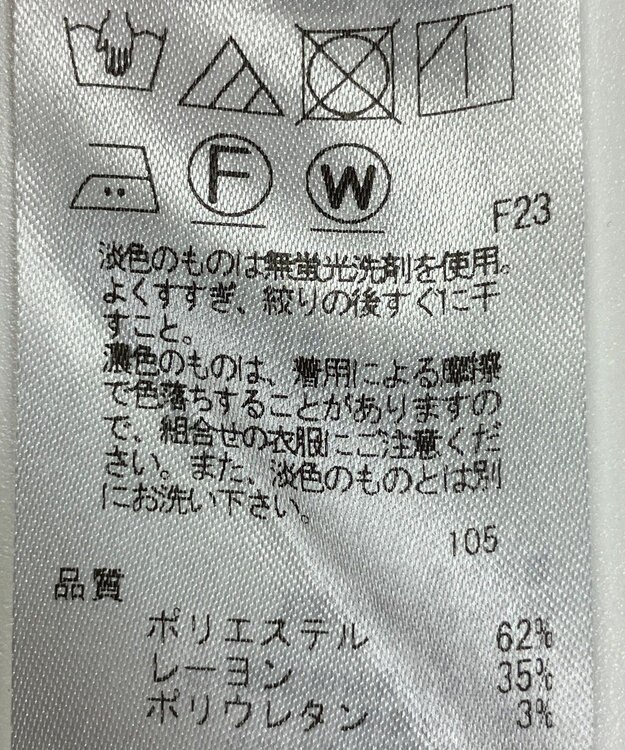 F W
F23
淡色のものは無蛍光洗剤を使用。
よくすすぎ、絞りの後すぐに干
すこと。
濃色のものは、着用による摩擦
で色落ちすることがありますの
で、組合せの衣服にご注意くだ
さい。また、淡色のものとは別
にお洗い下さい。
105
品質
ポリエステル 62%
レーヨン 35%
ポリウレタン 3%